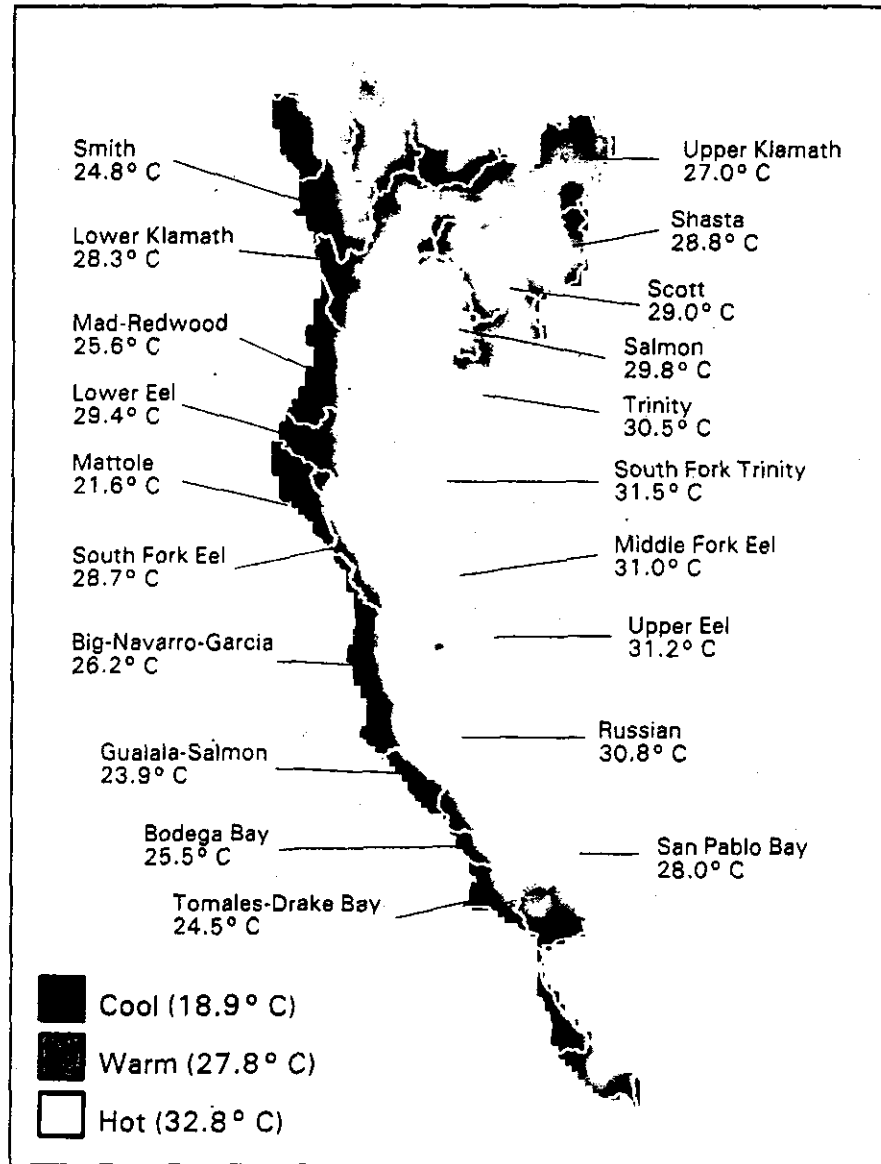 Smith
24.8° C
Lower Klamath
28.3° C
Mad-Redwood
25.6° C
Lower Eel
29.4° C
Mattole
21.6° C
South Fork Eel
28.7° C
Big-Navarro-Garcia
26.2° C
Gualala-Salmon
23.9° C
Bodega Bay
25.5° C
Tomales-Drake Bay
24.5° C
Upper Klamath
27.0° C
Shasta
28.8° C
Scott
29.0° C
Salmon
29.8° C
Trinity
30.5° C
South Fork Trinity
31.5° C
Middle Fork Eel
31.0° C
Upper Eel
31.2° C
Russian
30.8° C
San Pablo Bay
28.0° C
Cool (18.9° C)
Warm (27.8° C)
Hot (32.8° C)